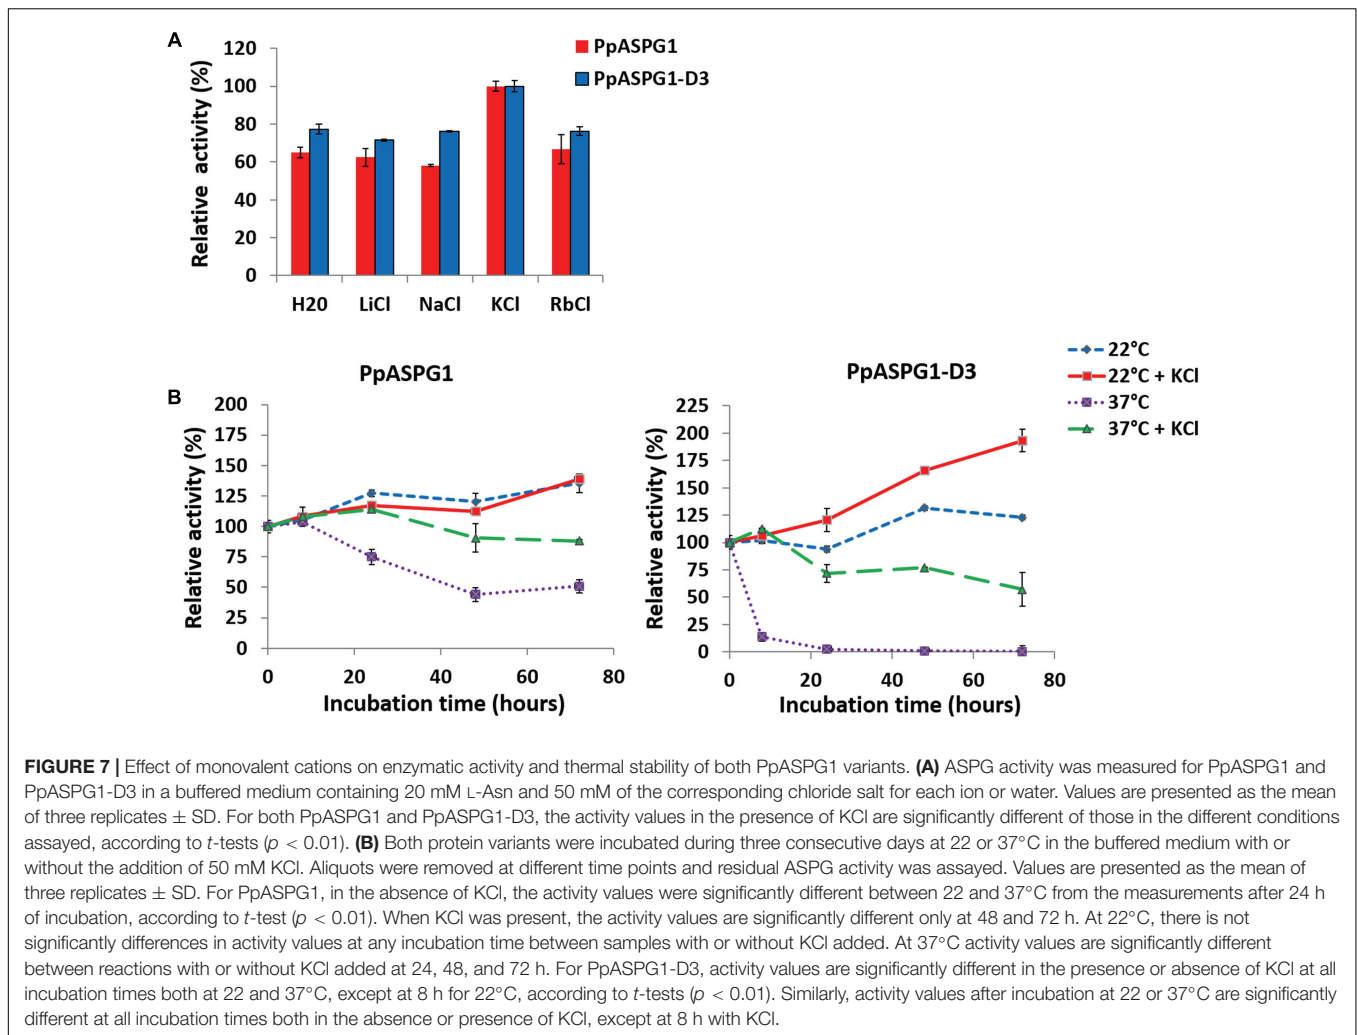 A
120
100
80
60
40
20
0
Relative activity (%)
PpASPG1
PpASPG1-D3
H20 LiCl NaCl KCl RbCl
B
PpASPG1
200
175
150
125
100
75
50
25
0
Relative activity (%)
0 20 40 60 80
Incubation time (hours)
PpASPG1-D3
225
200
175
150
125
100
75
50
25
0
Relative activity (%)
0 20 40 60 80
Incubation time (hours)
22°C
22°C + KCl
37°C
37°C + KCl
FIGURE 7 | Effect of monovalent cations on enzymatic activity and thermal stability of both PpASPG1 variants. (A) ASPG activity was measured for PpASPG1 and
PpASPG1-D3 in a buffered medium containing 20 mM L-Asn and 50 mM of the corresponding chloride salt for each ion or water. Values are presented as the mean
of three replicates ± SD. For both PpASPG1 and PpASPG1-D3, the activity values in the presence of KCl are significantly different of those in the different conditions
assayed, according to t-tests (p < 0.01). (B) Both protein variants were incubated during three consecutive days at 22 or 37°C in the buffered medium with or
without the addition of 50 mM KCl. Aliquots were removed at different time points and residual ASPG activity was assayed. Values are presented as the mean of
three replicates ± SD. For PpASPG1, in the absence of KCl, the activity values were significantly different between 22 and 37°C from the measurements after 24 h
of incubation, according to t-test (p < 0.01). When KCl was present, the activity values are significantly different only at 48 and 72 h. At 22°C, there is not
significantly differences in activity values at any incubation time between samples with or without KCl added. At 37°C activity values are significantly different
between reactions with or without KCl added at 24, 48, and 72 h. For PpASPG1-D3, activity values are significantly different in the presence or absence of KCl at all
incubation times both at 22 and 37°C, except at 8 h for 22°C, according to t-tests (p < 0.01). Similarly, activity values after incubation at 22 or 37°C are significantly
different at all incubation times both in the absence or presence of KCl, except at 8 h with KCl.